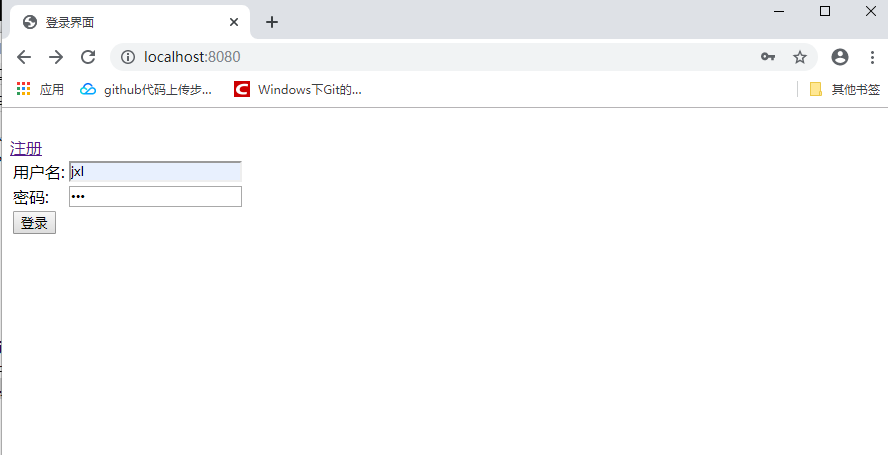 登录界面
localhost:8080
应用 github代码上传步... Windows下Git的... 其他书签
注册
用户名: jxl
密码: •••
登录